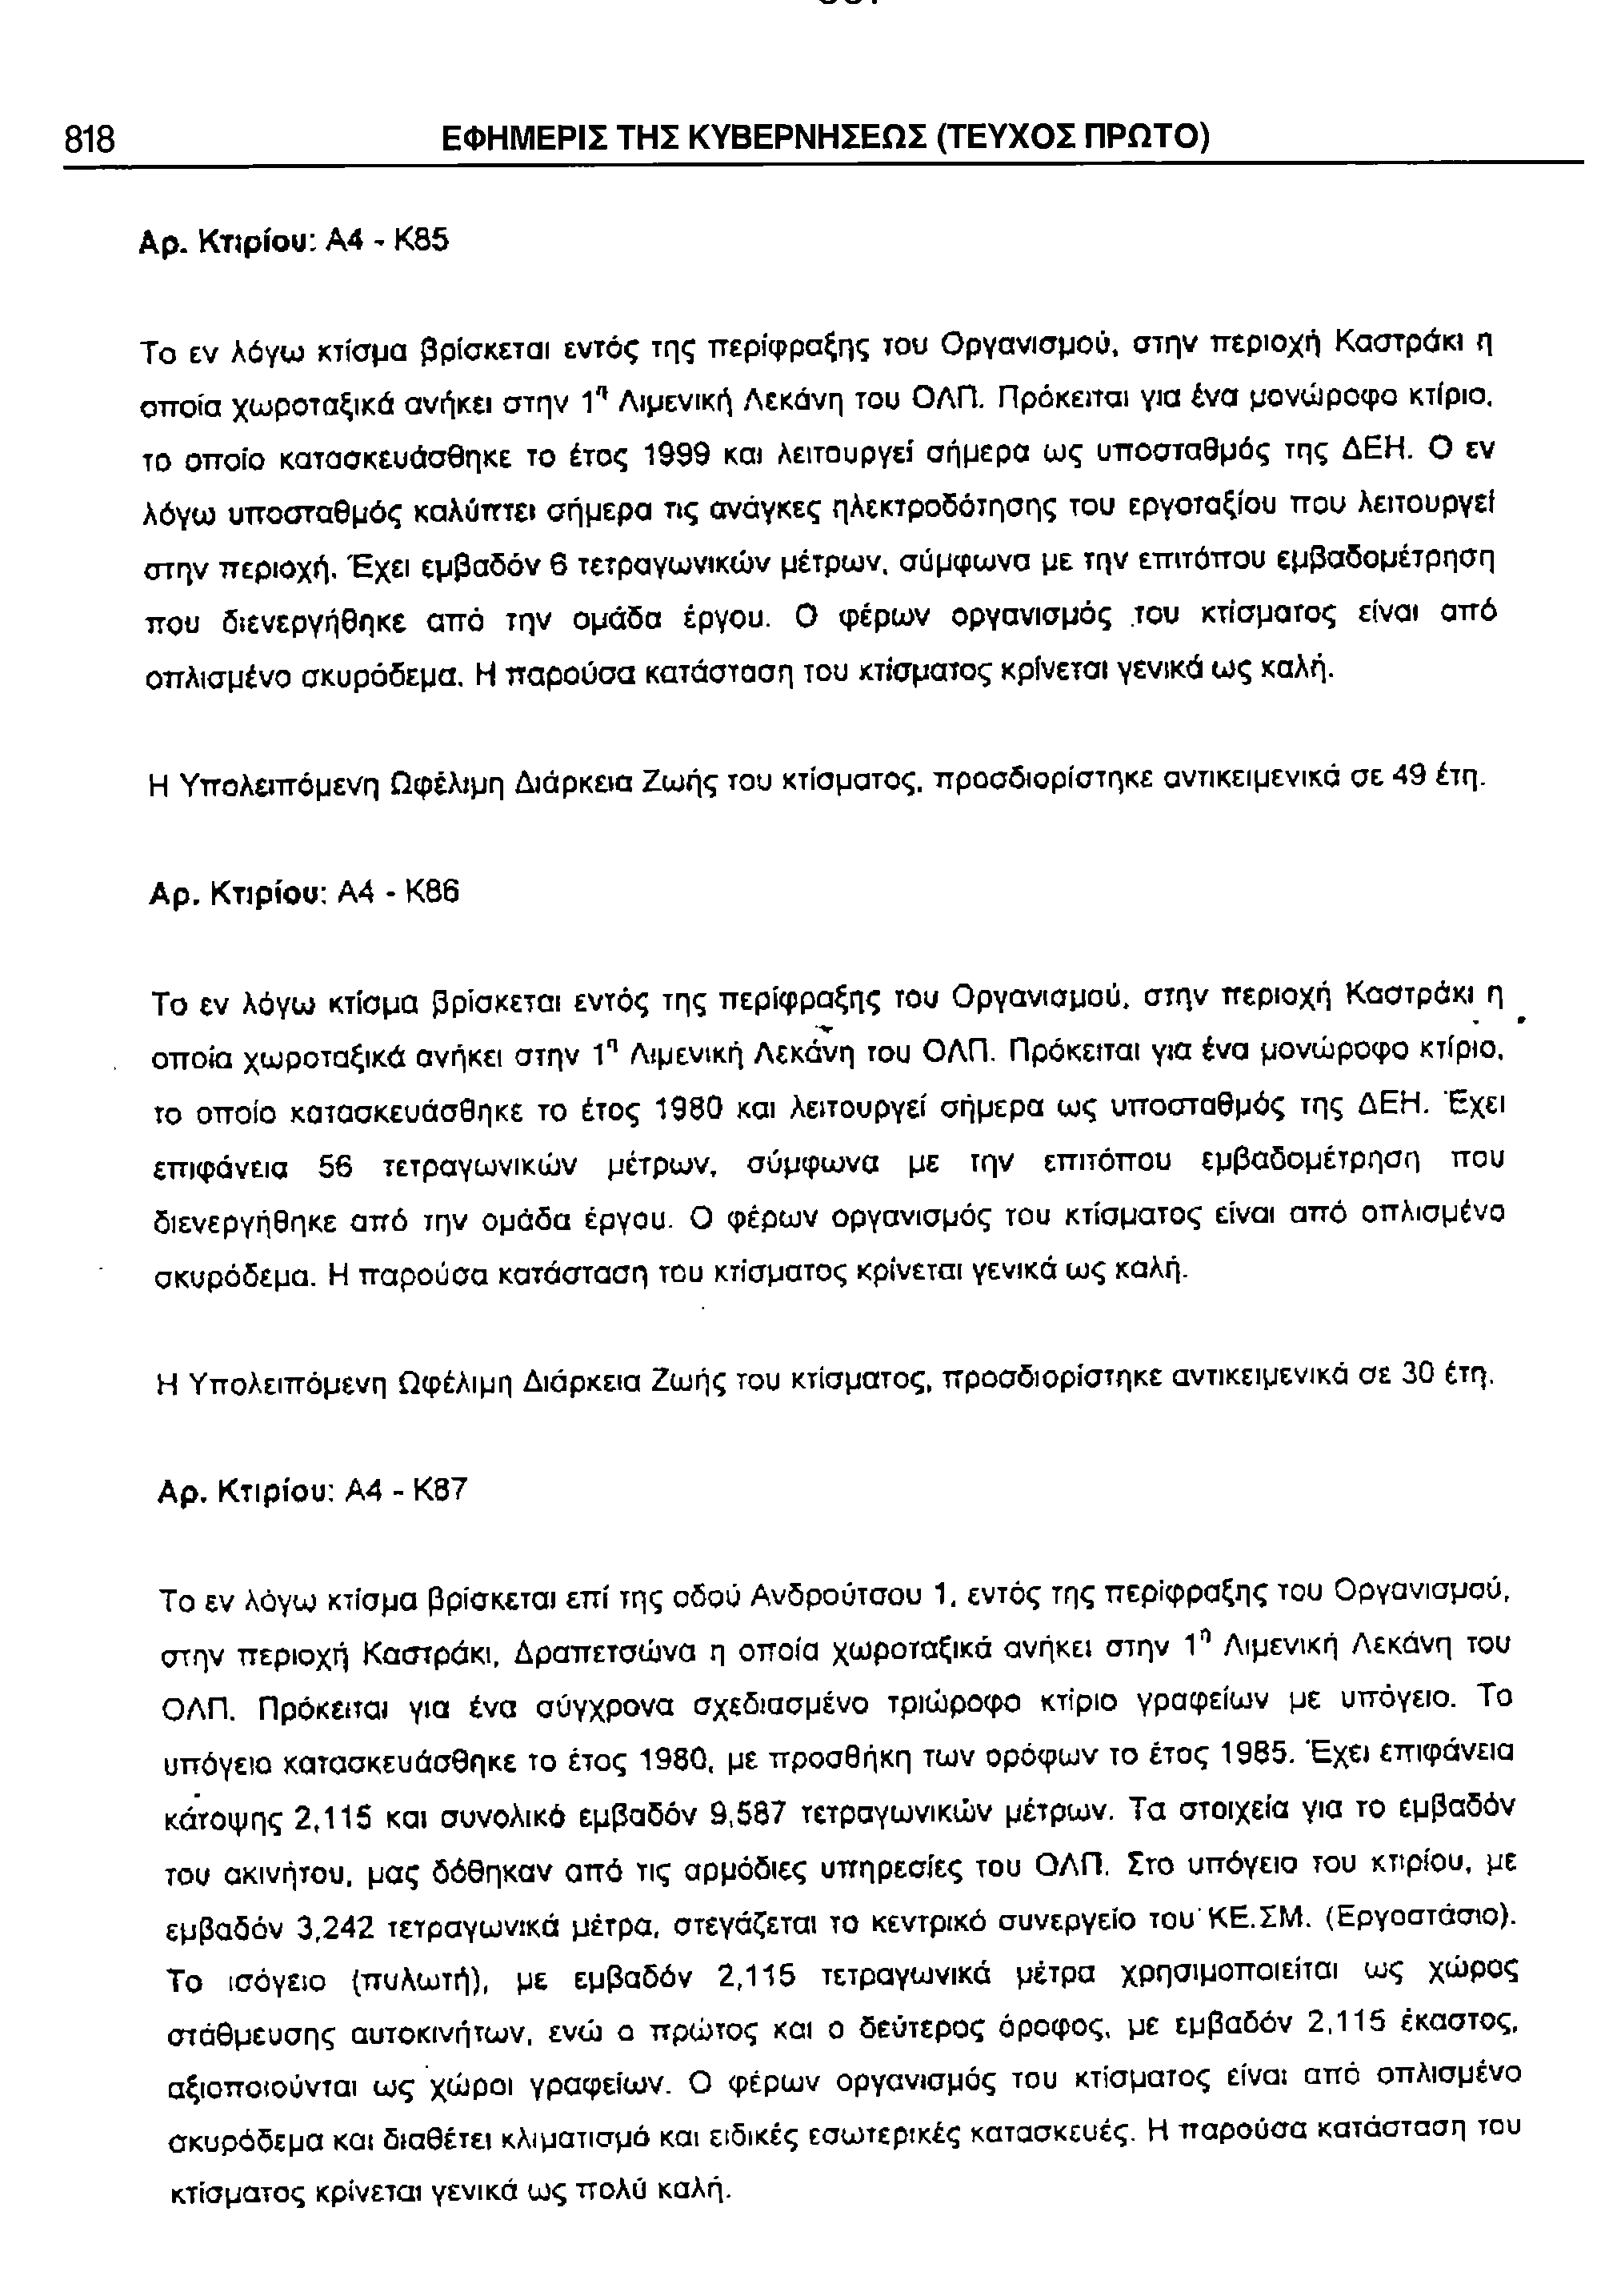 818 ΕΦΗΜΕΡΙΣ ΤΗΣ ΚΥΒΕΡΝΗΣΕΩΣ (ΤΕΥΧΟΣ ΠΡΩΤΟ)
Αρ. Κτιρίου: Α4 - Κ85
Το εν λόγω κτίσμα βρίσκεται εντός της περίφραξης του Οργανισμού, στην περιοχή Καστράκι η
οποία χωροταξικά ανήκει στην 1η Λιμενική Λεκάνη του ΟΛΠ. Πρόκειται για ένα μονώροφο κτίριο,
το οποίο κατασκευάσθηκε το έτος 1999 και λειτουργεί σήμερα ως υποσταθμός της ΔΕΗ. Ο εν
λόγω υποσταθμός καλύπτει σήμερα τις ανάγκες ηλεκτροδότησης του εργοταξίου που λειτουργεί
στην περιοχή. Έχει εμβαδόν 6 τετραγωνικών μέτρων, σύμφωνα με την επιτόπου εμβαδομέτρηση
που διενεργήθηκε από την ομάδα έργου. Ο φέρων οργανισμός του κτίσματος είναι από
οπλισμένο σκυρόδεμα. Η παρούσα κατάσταση του κτίσματος κρίνεται γενικά ως καλή.
Η Υπολειπόμενη Ωφέλιμη Διάρκεια Ζωής του κτίσματος, προσδιορίστηκε αντικειμενικά σε 49 έτη.
Αρ. Κτιρίου: Α4 - Κ86
Το εν λόγω κτίσμα βρίσκεται εντός της περίφραξης του Οργανισμού, στην περιοχή Καστράκι η
οποία χωροταξικά ανήκει στην 1η Λιμενική Λεκάνη του ΟΛΠ. Πρόκειται για ένα μονώροφο κτίριο,
το οποίο κατασκευάσθηκε το έτος 1980 και λειτουργεί σήμερα ως υποσταθμός της ΔΕΗ. Έχει
επιφάνεια 56 τετραγωνικών μέτρων, σύμφωνα με την επιτόπου εμβαδομέτρηση που
διενεργήθηκε από την ομάδα έργου. Ο φέρων οργανισμός του κτίσματος είναι από οπλισμένο
σκυρόδεμα. Η παρούσα κατάσταση του κτίσματος κρίνεται γενικά ως καλή.
Η Υπολειπόμενη Ωφέλιμη Διάρκεια Ζωής του κτίσματος, προσδιορίστηκε αντικειμενικά σε 30 έτη.
Αρ. Κτιρίου: Α4 - Κ87
Το εν λόγω κτίσμα βρίσκεται επί της οδού Ανδρούτσου 1, εντός της περίφραξης του Οργανισμού,
στην περιοχή Καστράκι, Δραπετσώνα η οποία χωροταξικά ανήκει στην 1η Λιμενική Λεκάνη του
ΟΛΠ. Πρόκειται για ένα σύγχρονα σχεδιασμένο τριώροφο κτίριο γραφείων με υπόγειο. Το
υπόγειο κατασκευάσθηκε το έτος 1980, με προσθήκη των ορόφων το έτος 1985. Έχει επιφάνεια
κάτοψης 2,115 και συνολικό εμβαδόν 9,587 τετραγωνικών μέτρων. Τα στοιχεία για το εμβαδόν
του ακινήτου, μας δόθηκαν από τις αρμόδιες υπηρεσίες του ΟΛΠ. Στο υπόγειο του κτιρίου, με
εμβαδόν 3,242 τετραγωνικά μέτρα, στεγάζεται το κεντρικό συνεργείο του ΚΕ.ΣΜ. (Εργοστάσιο).
Το ισόγειο (πυλωτή), με εμβαδόν 2,115 τετραγωνικά μέτρα χρησιμοποιείται ως χώρος
στάθμευσης αυτοκινήτων, ενώ ο πρώτος και ο δεύτερος όροφος, με εμβαδόν 2,115 έκαστος,
αξιοποιούνται ως χώροι γραφείων. Ο φέρων οργανισμός του κτίσματος είναι από οπλισμένο
σκυρόδεμα και διαθέτει κλιματισμό και ειδικές εσωτερικές κατασκευές. Η παρούσα κατάσταση του
κτίσματος κρίνεται γενικά ως πολύ καλή.